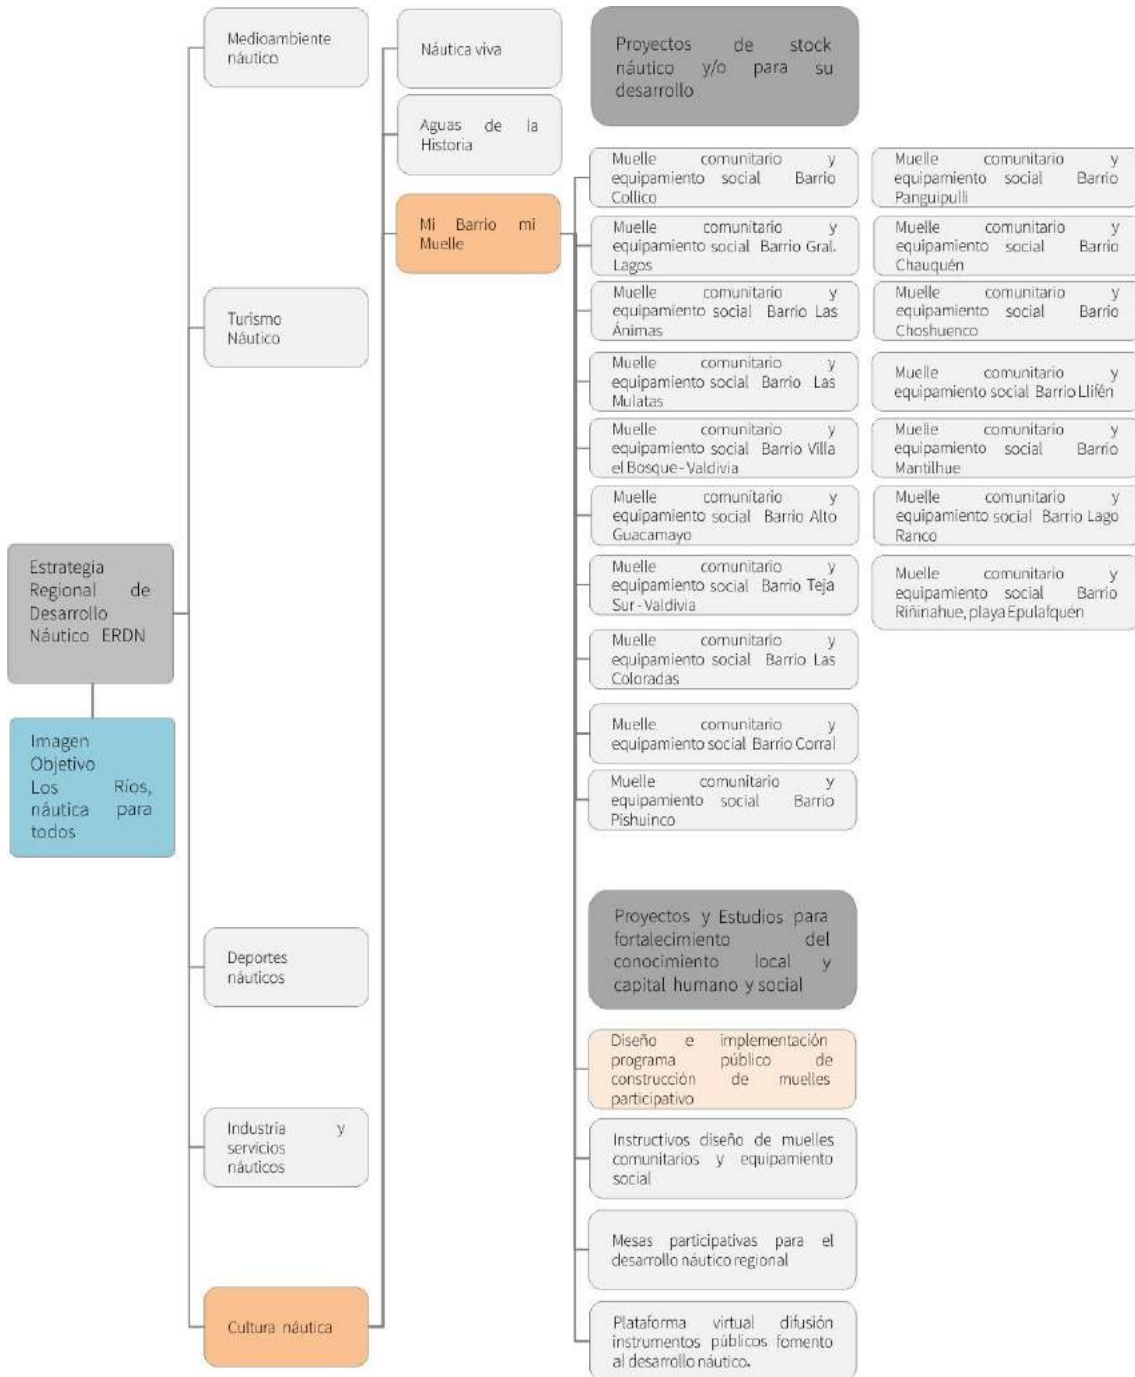 Estrategia
Regional de
Desarrollo
Náutico ERDN
Imagen
Objetivo
Los Ríos,
náutica para
todos
Medioambiente
náutico
Turismo
Náutico
Deportes
náuticos
Industria y
servicios
náuticos
Cultura náutica
Náutica viva
Aguas de la
Historia
Mi Barrio mi
Muelle
Proyectos de stock
náutico y/o para su
desarrollo
Muelle comunitario y
equipamiento social Barrio
Collico
Muelle comunitario y
equipamiento social Barrio Gral.
Lagos
Muelle comunitario y
equipamiento social Barrio Las
Ánimas
Muelle comunitario y
equipamiento social Barrio Las
Mulatas
Muelle comunitario y
equipamiento social Barrio Villa
el Bosque - Valdivia
Muelle comunitario y
equipamiento social Barrio Alto
Guacamayo
Muelle comunitario y
equipamiento social Barrio Teja
Sur - Valdivia
Muelle comunitario y
equipamiento social Barrio Las
Coloradas
Muelle comunitario y
equipamiento social Barrio Corral
Muelle comunitario y
equipamiento social Barrio
Pishuinco
Muelle comunitario y
equipamiento social Barrio
Panguipulli
Muelle comunitario y
equipamiento social Barrio
Chauquén
Muelle comunitario y
equipamiento social Barrio
Choshuenco
Muelle comunitario y
equipamiento social Barrio Llifén
Muelle comunitario y
equipamiento social Barrio
Mantilhue
Muelle comunitario y
equipamiento social Barrio Lago
Ranco
Muelle comunitario y
equipamiento social Barrio
Riñinahue, playa Epulafquén
Proyectos y Estudios para
fortalecimiento del
conocimiento local y
capital humano y social
Diseño e implementación
programa público de
construcción de muelles
participativo
Instructivos diseño de muelles
comunitarios y equipamiento
social
Mesas participativas para el
desarrollo náutico regional
Plataforma virtual difusión
instrumentos públicos fomento
al desarrollo náutico.